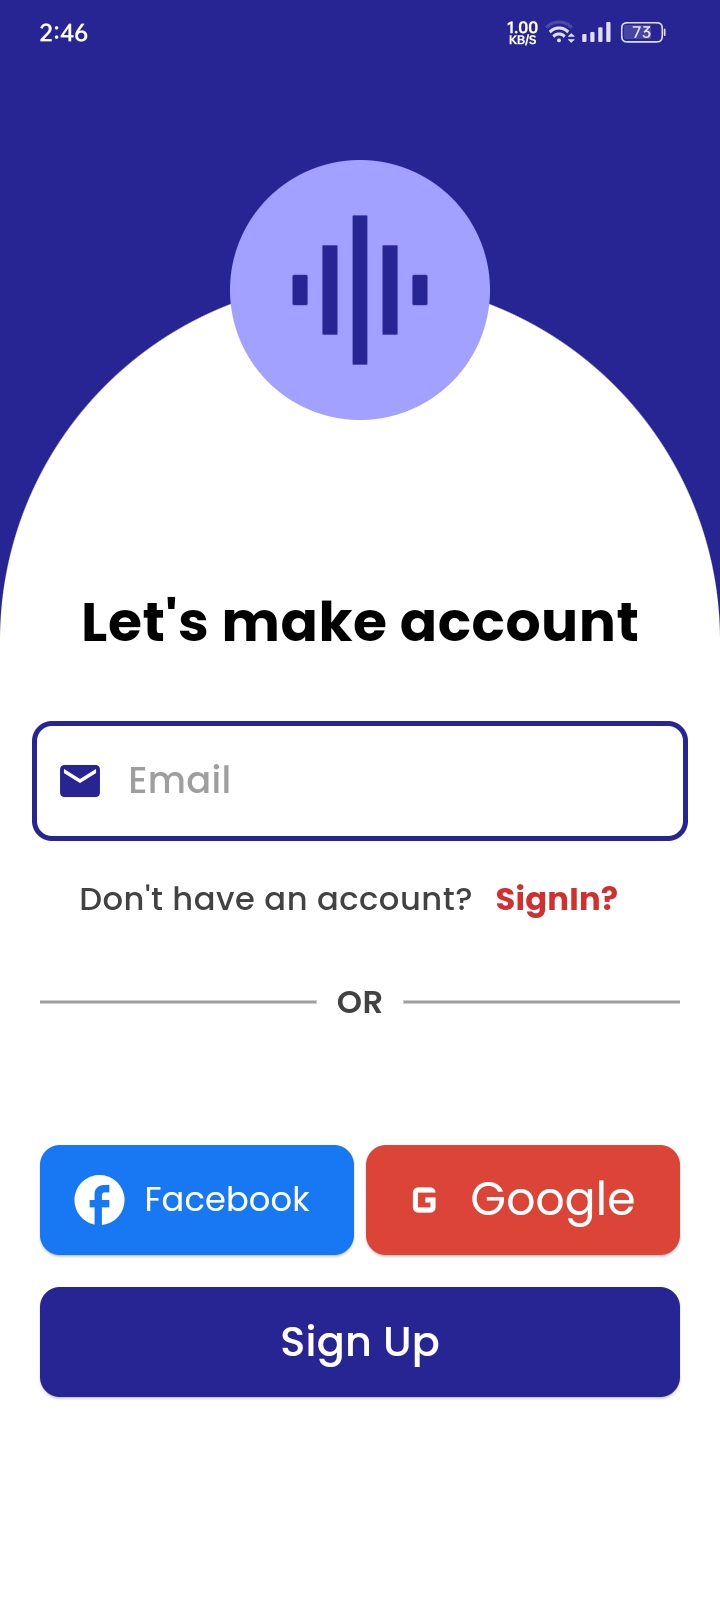 2:46
1.00
KB/S
73
Let's make account
Email
Don't have an account? SignIn?
OR
Facebook
G Google
Sign Up